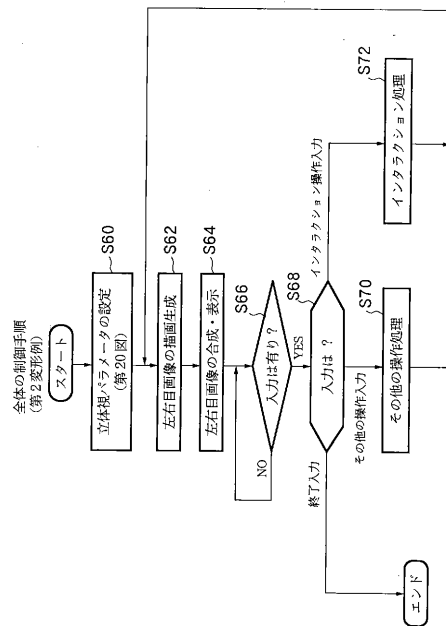 全体の制御手順
(第2変形例)
スタート
S60
立体視パラメータの設定
(第20図)
S62
左右目画像の描画生成
S64
左右目画像の合成・表示
S66
入力は有り?
NO
YES
S68
入力は?
終了入力
その他の操作入力
インタラクション操作入力
S70
その他の操作処理
S72
インタラクション処理
エンド